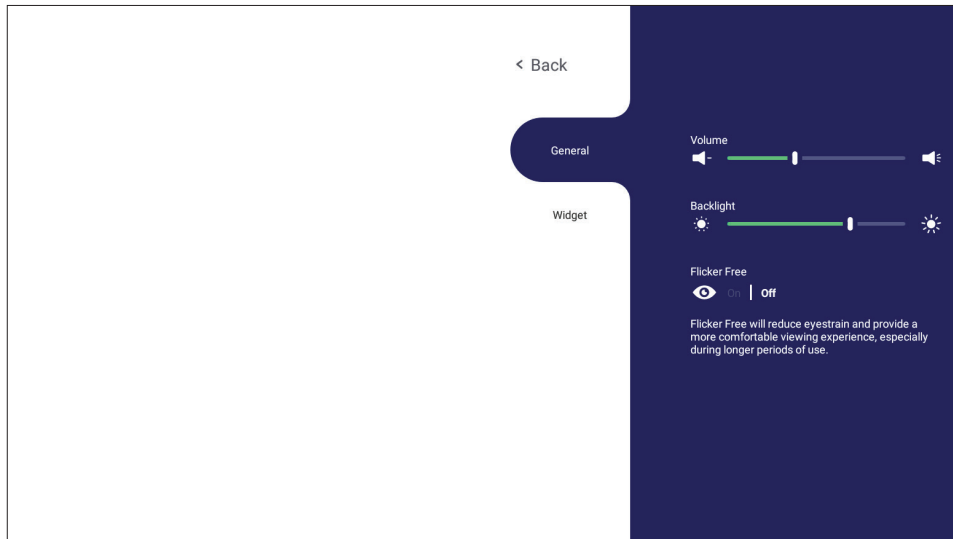 < Back
General
Widget
Volume
Backlight
Flicker Free
On | Off
Flicker Free will reduce eyestrain and provide a
more comfortable viewing experience, especially
during longer periods of use.